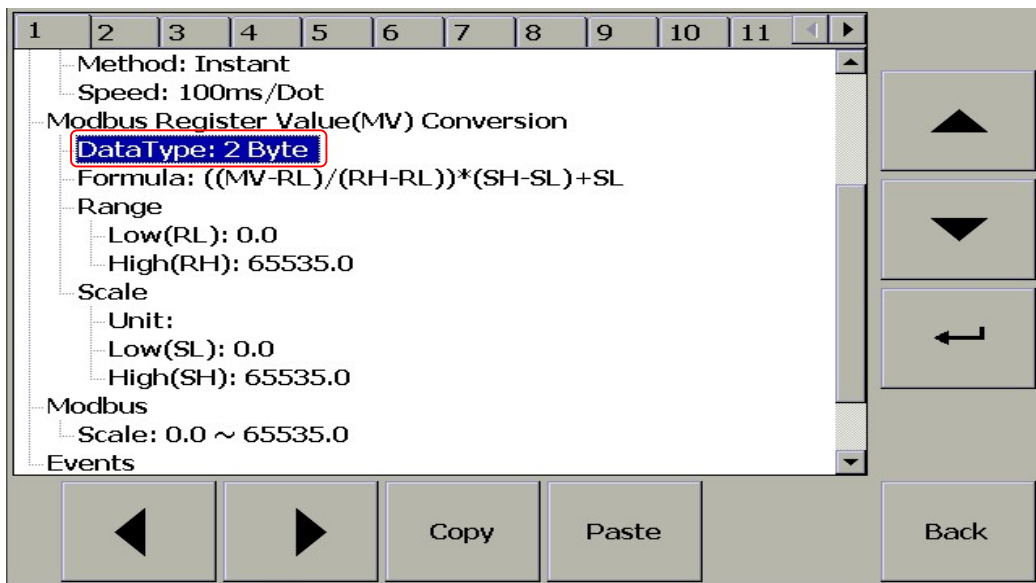 1 2 3 4 5 6 7 8 9 10 11
Method: Instant
Speed: 100ms/Dot
Modbus Register Value(MV) Conversion
DataType: 2 Byte
Formula: ((MV-RL)/(RH-RL))*(SH-SL)+SL
Range
Low(RL): 0.0
High(RH): 65535.0
Scale
Unit:
Low(SL): 0.0
High(SH): 65535.0
Modbus
Scale: 0.0 ~ 65535.0
Events
Copy Paste Back